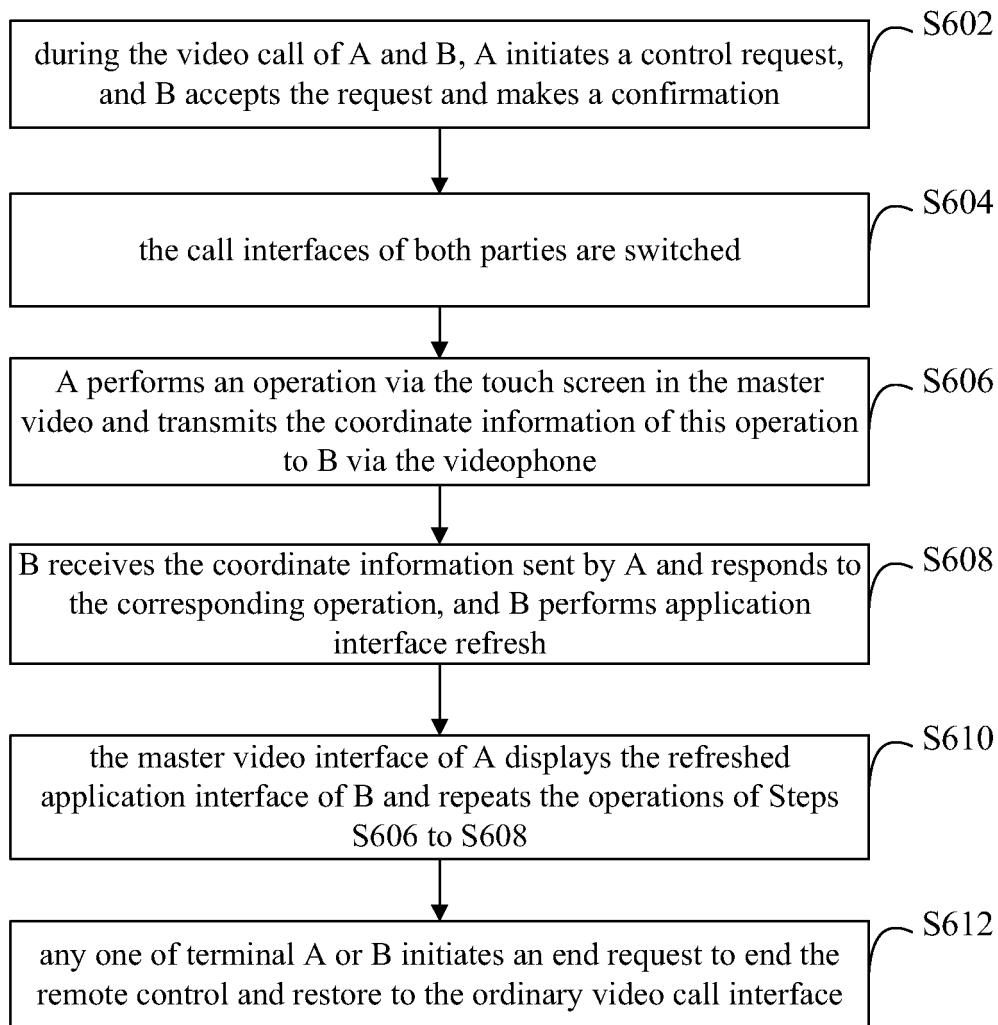 S602
during the video call of A and B, A initiates a control request,
and B accepts the request and makes a confirmation
S604
the call interfaces of both parties are switched
S606
A performs an operation via the touch screen in the master
video and transmits the coordinate information of this operation
to B via the videophone
S608
B receives the coordinate information sent by A and responds to
the corresponding operation, and B performs application
interface refresh
S610
the master video interface of A displays the refreshed
application interface of B and repeats the operations of Steps
S606 to S608
S612
any one of terminal A or B initiates an end request to end the
remote control and restore to the ordinary video call interface